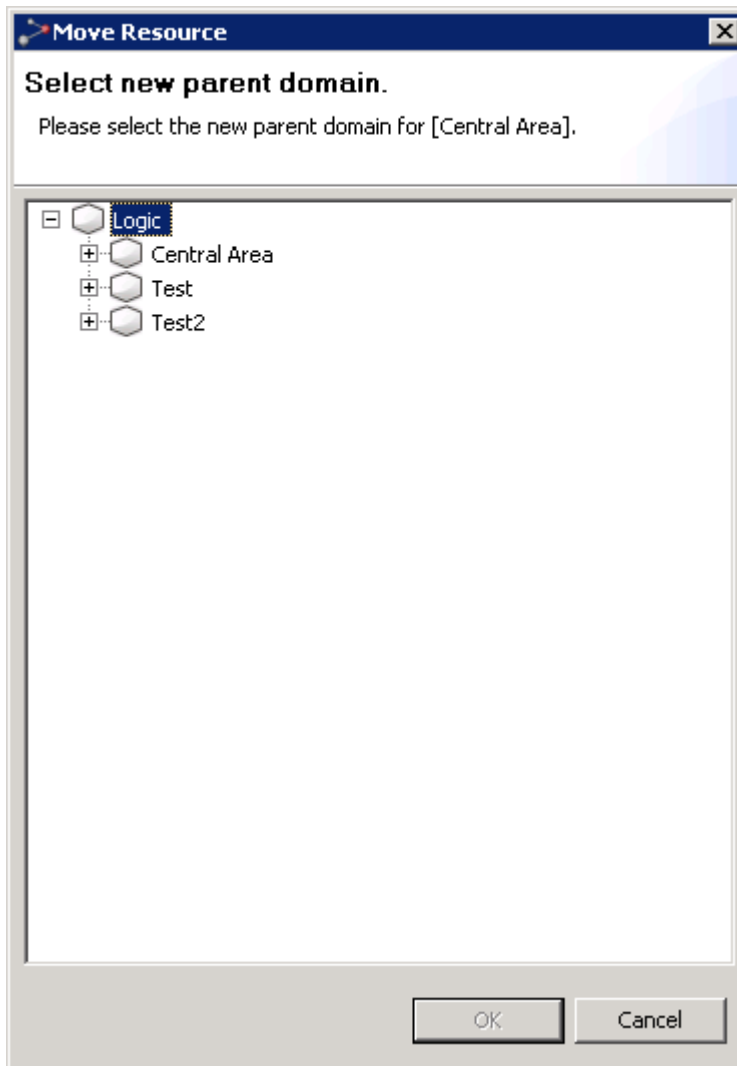 Move Resource
Select new parent domain.
Please select the new parent domain for [Central Area].
Logic
Central Area
Test
Test2
OK
Cancel